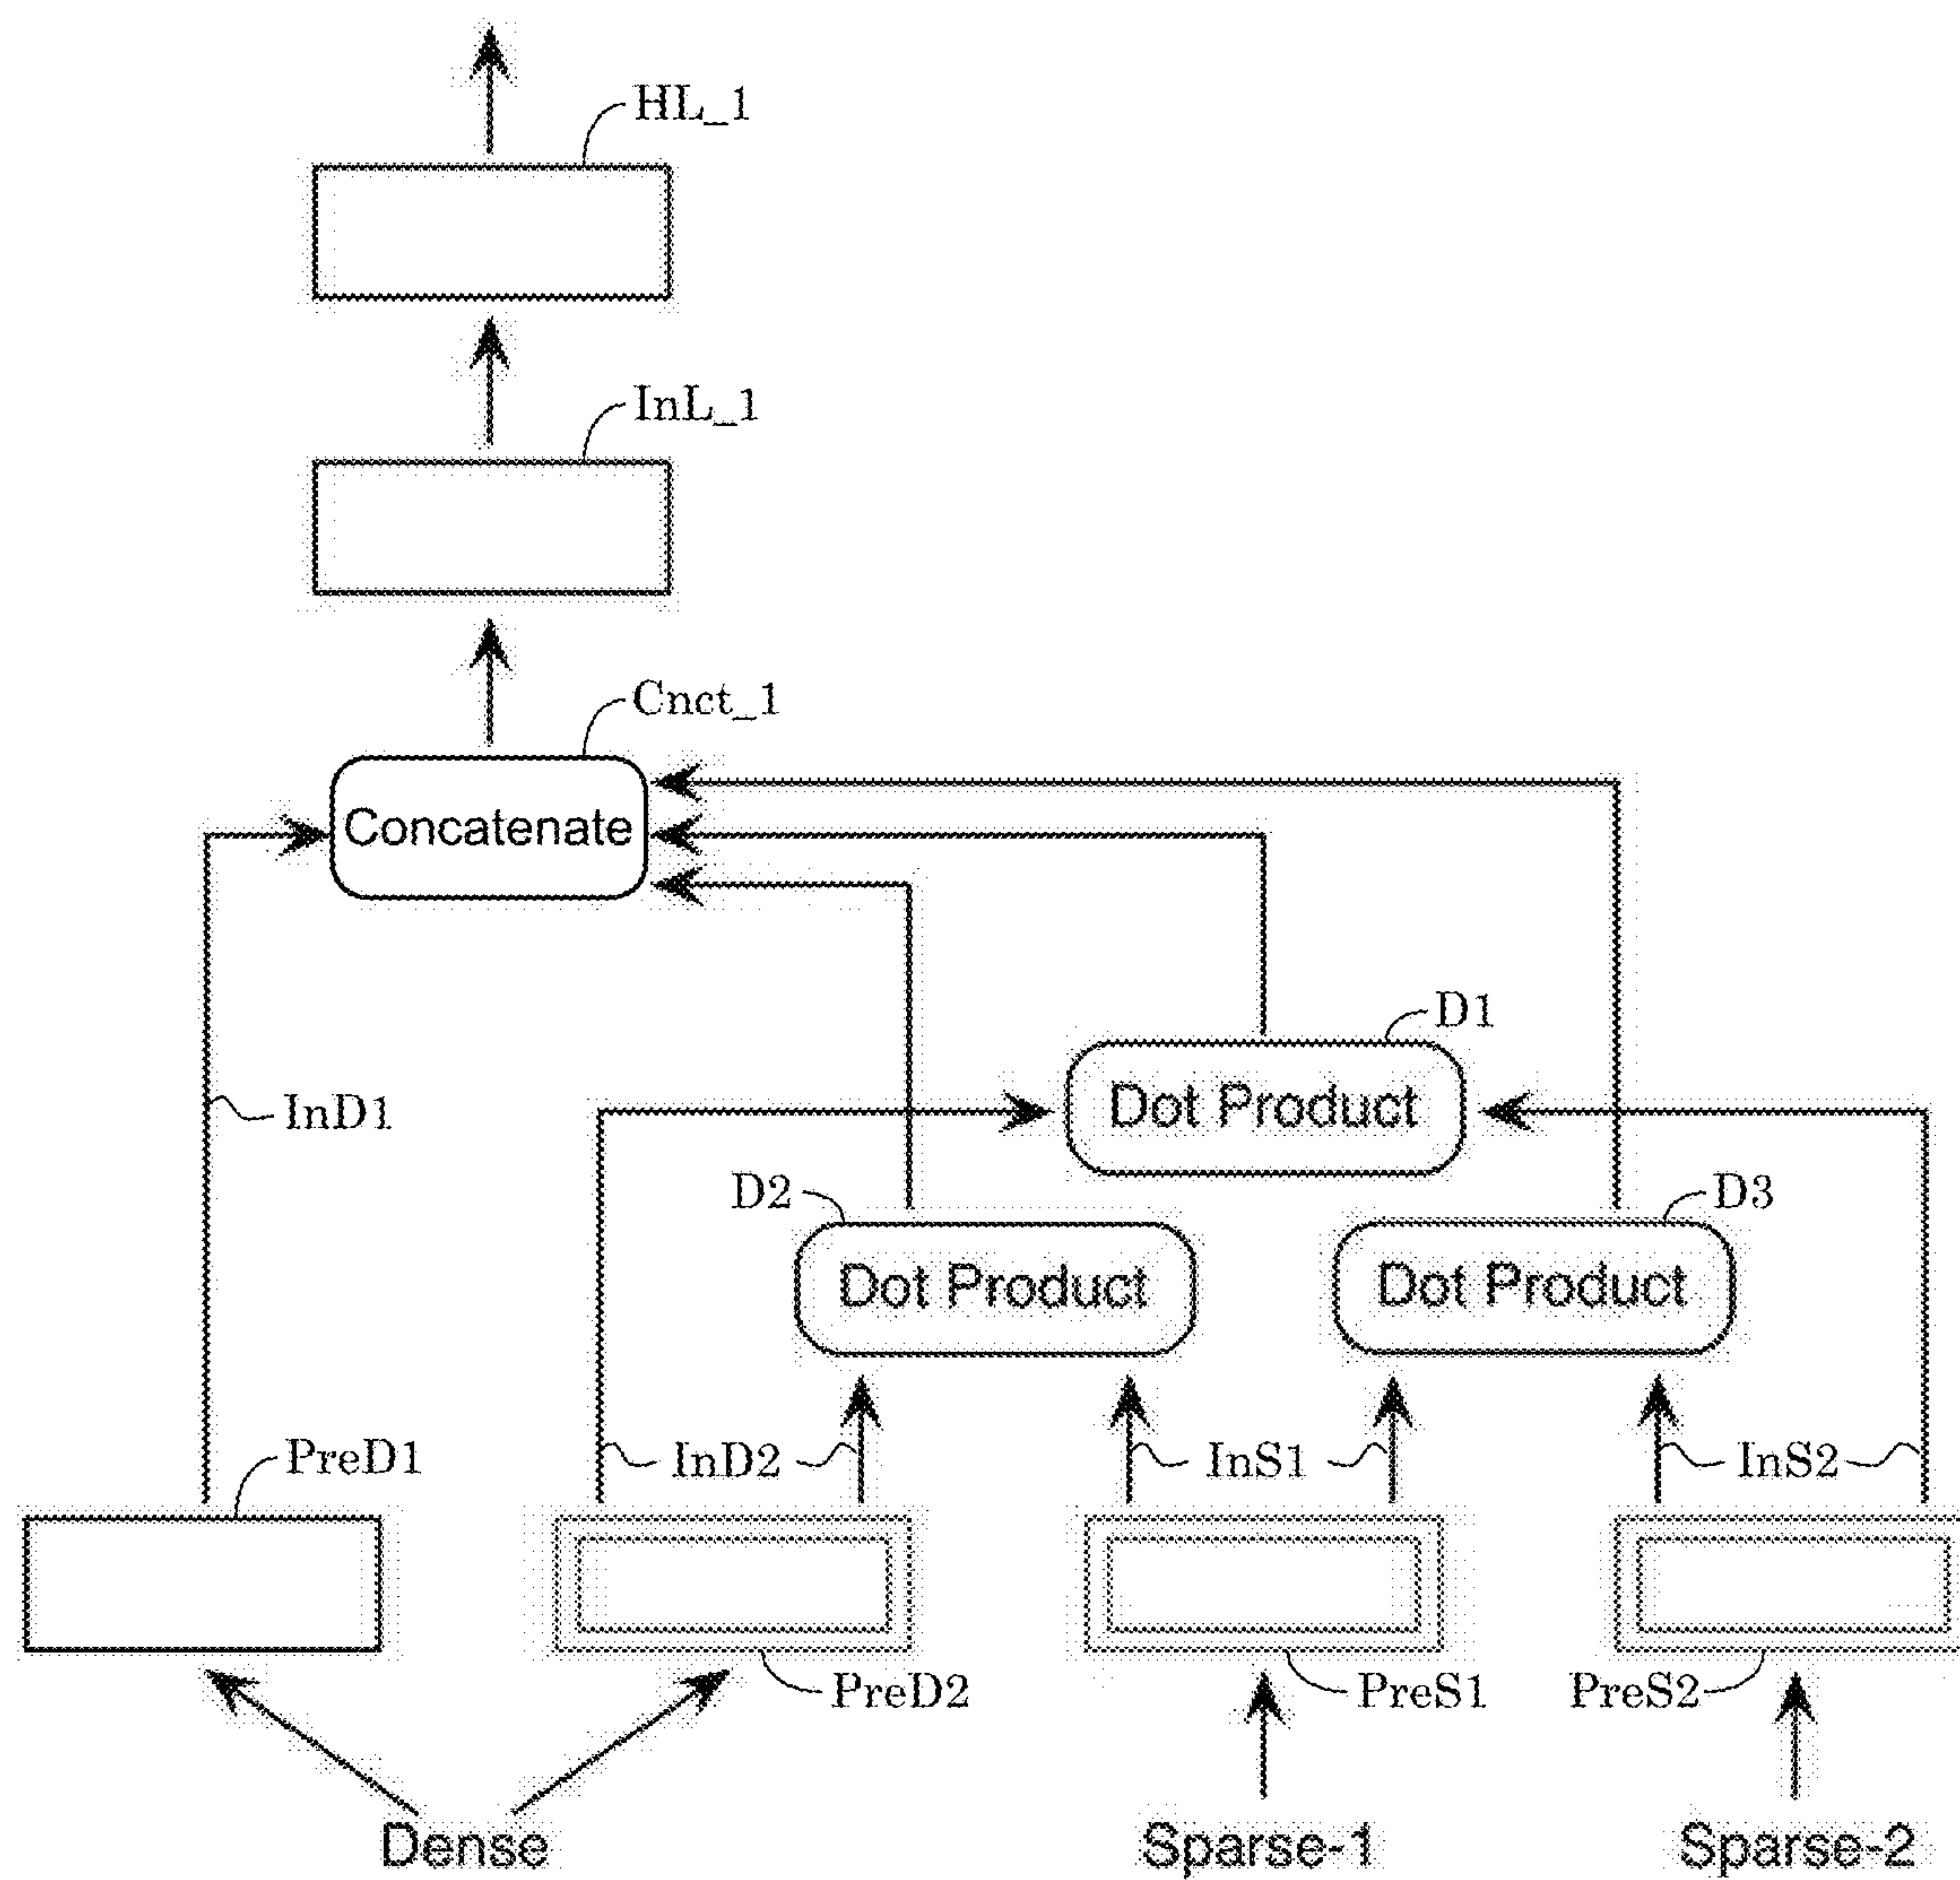 HL_1
InL_1
Cnct_1
Concatenate
D1
Dot Product
InD1
D2
D3
Dot Product
Dot Product
PreD1
InD2
InS1
InS2
PreD2
PreS1
PreS2
Dense
Sparse-1
Sparse-2